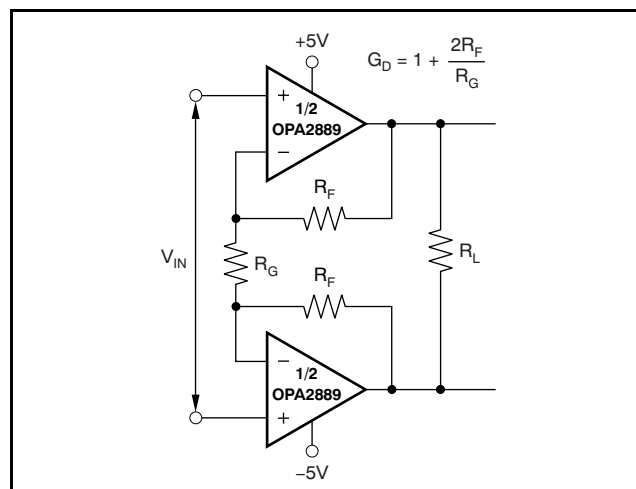 +5V
G_D = 1 + 2R_F / R_G
+
1/2
OPA2889
−
R_F
V_IN
R_G
R_L
R_F
−
1/2
OPA2889
+
−5V